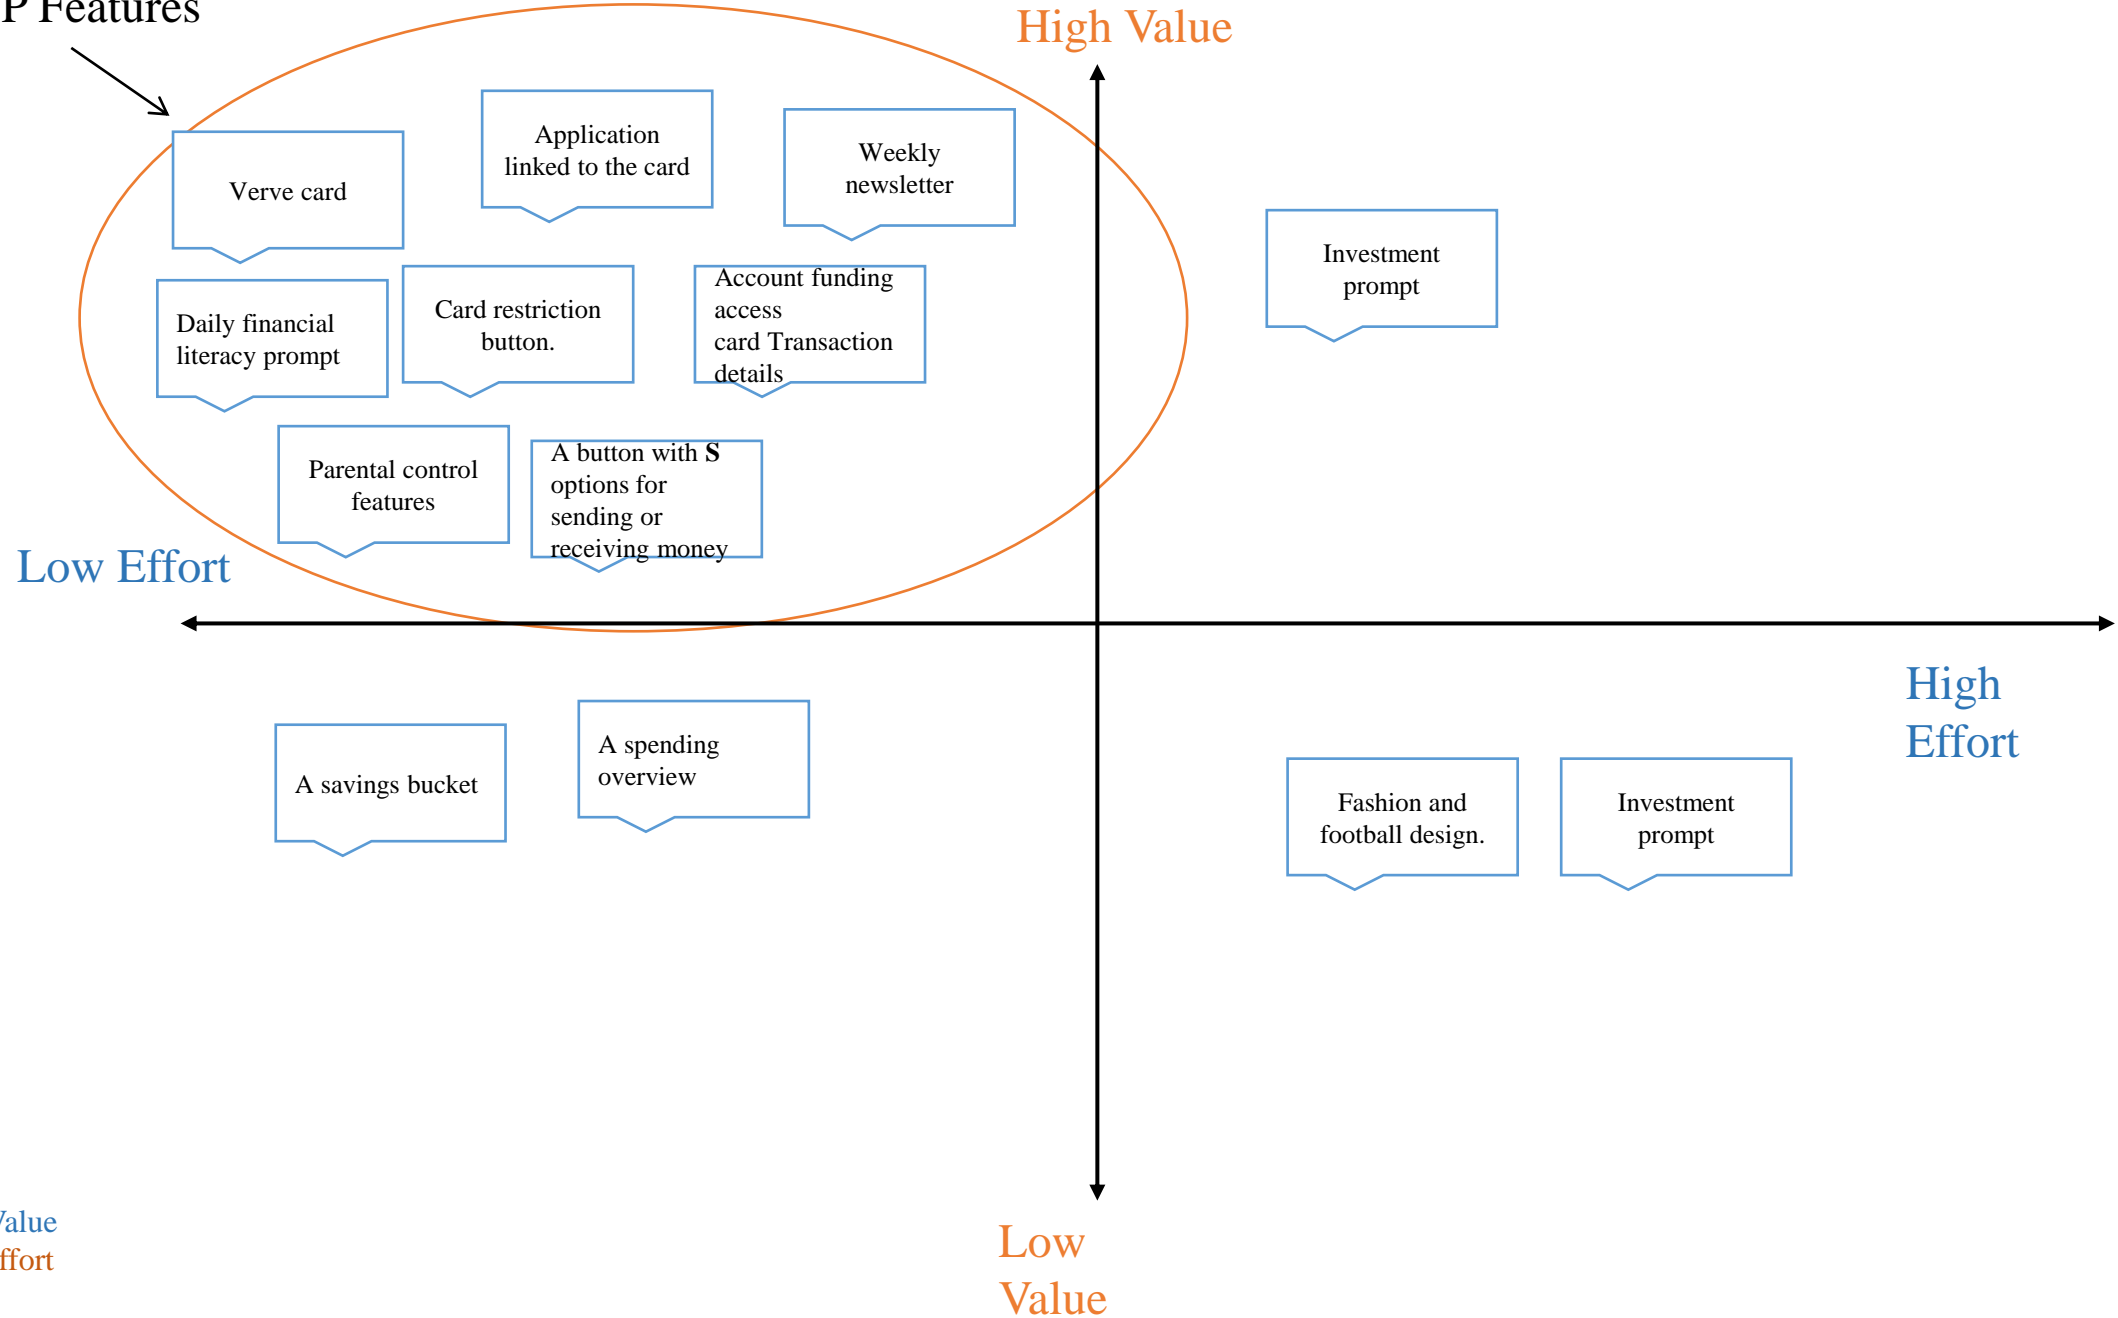 P Features
High Value
Application
linked to the card
Weekly
newsletter
Verve card
Investment
prompt
Daily financial
literacy prompt
Card restriction
button.
Account funding
access
card Transaction
details
Parental control
features
A button with S
options for
sending or
receiving money
Low Effort
High
Effort
A savings bucket
A spending
overview
Fashion and
football design.
Investment
prompt
Value
ffort
Low
Value